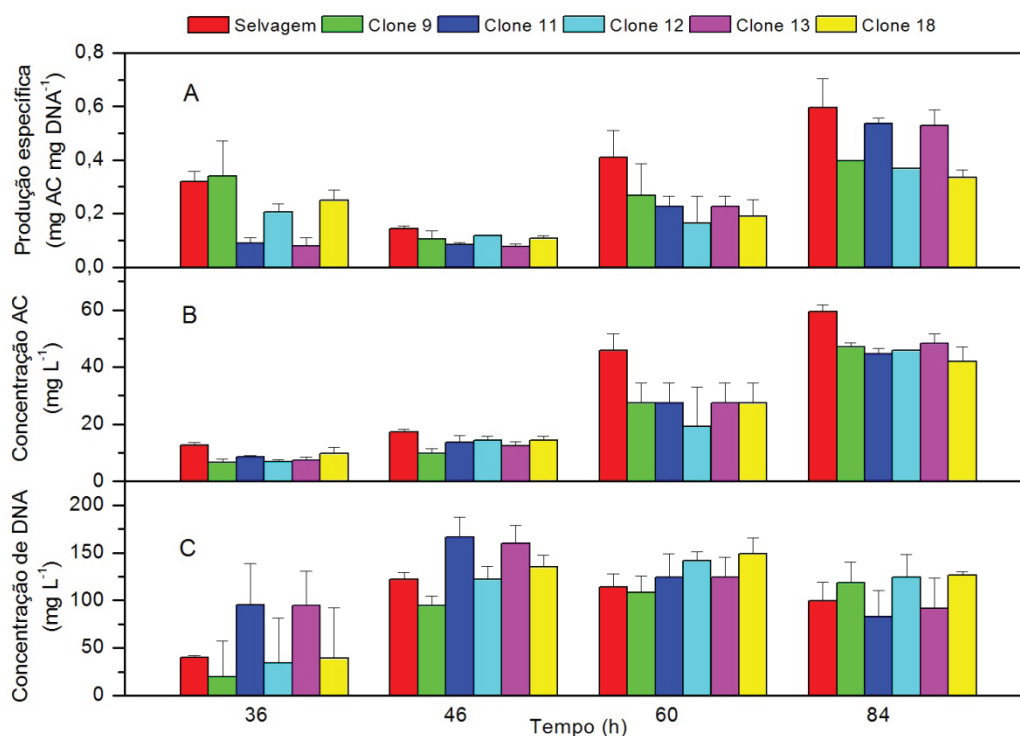 Selvagem Clone 9 Clone 11 Clone 12 Clone 13 Clone 18
Produção específica
(mg AC mg DNA⁻¹)
0,8
0,6
0,4
0,2
0,0
A
Concentração AC
(mg L⁻¹)
60
40
20
0
B
Concentração de DNA
(mg L⁻¹)
200
150
100
50
0
C
36 46 60 84
Tempo (h)